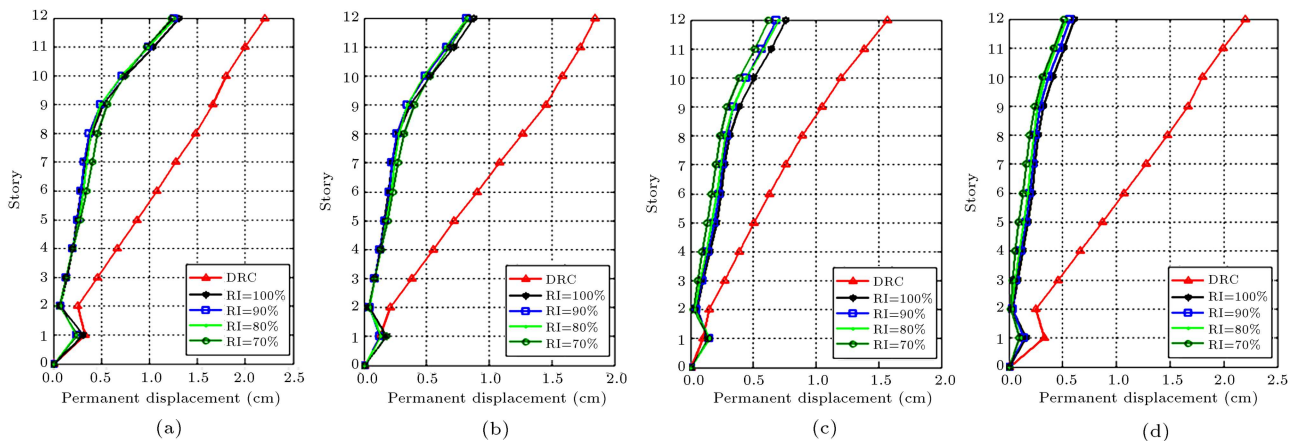 12
11
10
9
8
7
6
5
4
3
2
1
0
Story
DRC
RI=100%
RI=90%
RI=80%
RI=70%
0.0 0.5 1.0 1.5 2.0 2.5
Permanent displacement (cm)
(a)
12
11
10
9
8
7
6
5
4
3
2
1
0
Story
DRC
RI=100%
RI=90%
RI=80%
RI=70%
0.0 0.5 1.0 1.5 2.0
Permanent displacement (cm)
(b)
12
11
10
9
8
7
6
5
4
3
2
1
0
Story
DRC
RI=100%
RI=90%
RI=80%
RI=70%
0.0 0.5 1.0 1.5 2.0
Permanent displacement (cm)
(c)
12
11
10
9
8
7
6
5
4
3
2
1
0
Story
DRC
RI=100%
RI=90%
RI=80%
RI=70%
0.0 0.5 1.0 1.5 2.0 2.5
Permanent displacement (cm)
(d)